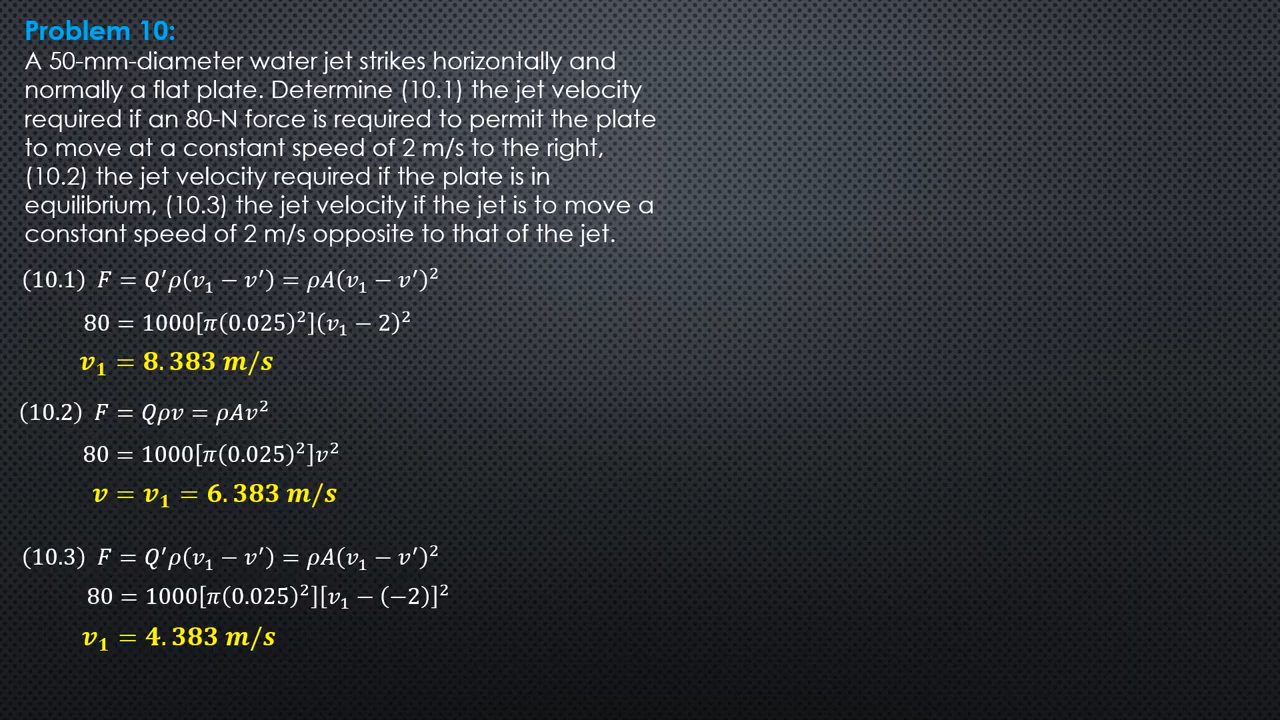 Problem 10:
A 50-mm-diameter water jet strikes horizontally and
normally a flat plate. Determine (10.1) the jet velocity
required if an 80-N force is required to permit the plate
to move at a constant speed of 2 m/s to the right,
(10.2) the jet velocity required if the plate is in
equilibrium, (10.3) the jet velocity if the jet is to move a
constant speed of 2 m/s opposite to that of the jet.
(10.1) F = Q′ρ(v₁ − v′) = ρA(v₁ − v′)²
80 = 1000[π(0.025)²](v₁ − 2)²
v₁ = 8.383 m/s
(10.2) F = Qρv = ρAv²
80 = 1000[π(0.025)²]v²
v = v₁ = 6.383 m/s
(10.3) F = Q′ρ(v₁ − v′) = ρA(v₁ − v′)²
80 = 1000[π(0.025)²][v₁ − (−2)]²
v₁ = 4.383 m/s